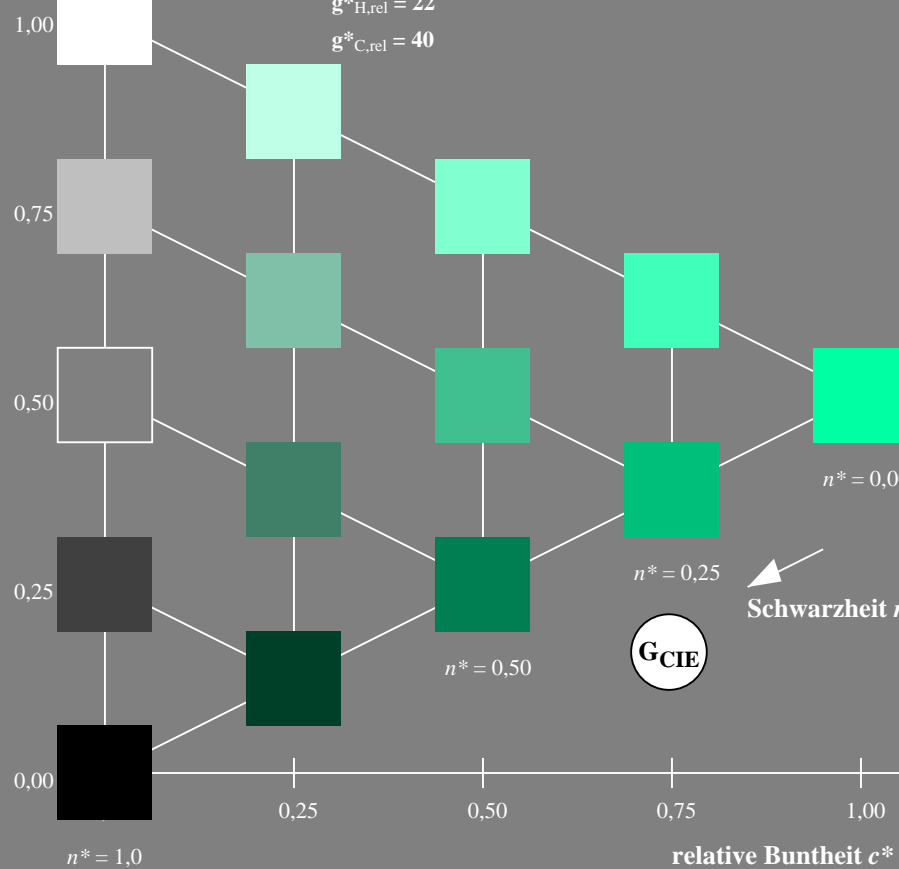 g*H,rel = 22
1,00
g*C,rel = 40
0,75
0,50
n* = 0,0
n* = 0,25
0,25
Schwarzheit
GCIE
n* = 0,50
0,00
0,25
0,50
0,75
1,00
n* = 1,0
relative Buntheit c*